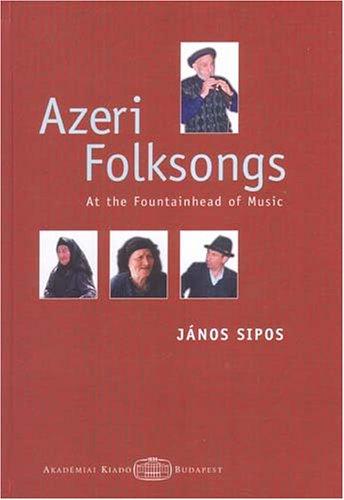 Azeri
Folksongs
At the Fountainhead of Music
JÁNOS SIPOS
AKADÉMIAI KIADÓ BUDAPEST